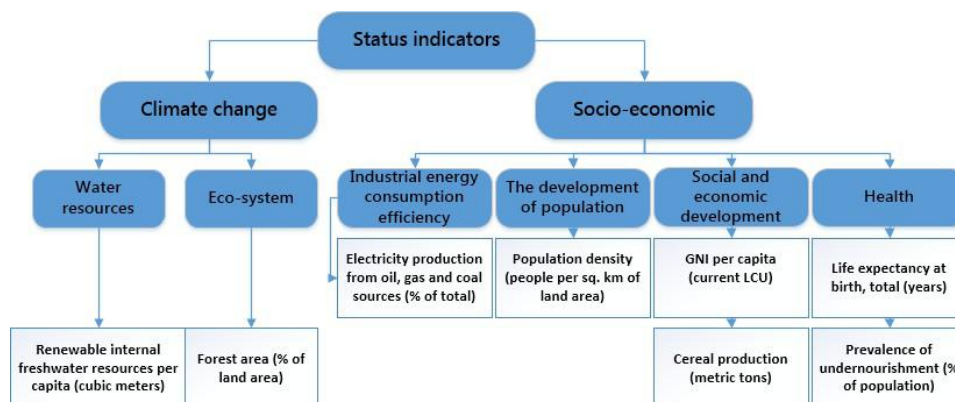 Status indicators
Climate change
Socio-economic
Water
resources
Eco-system
Industrial energy
consumption
efficiency
The development
of population
Social and
economic
development
Health
Electricity production
from oil, gas and coal
sources (% of total)
Population density
(people per sq. km of
land area)
GNI per capita
(current LCU)
Life expectancy at
birth, total (years)
Renewable internal
freshwater resources per
capita (cubic meters)
Forest area (% of
land area)
Cereal production
(metric tons)
Prevalence of
undernourishment (%
of population)